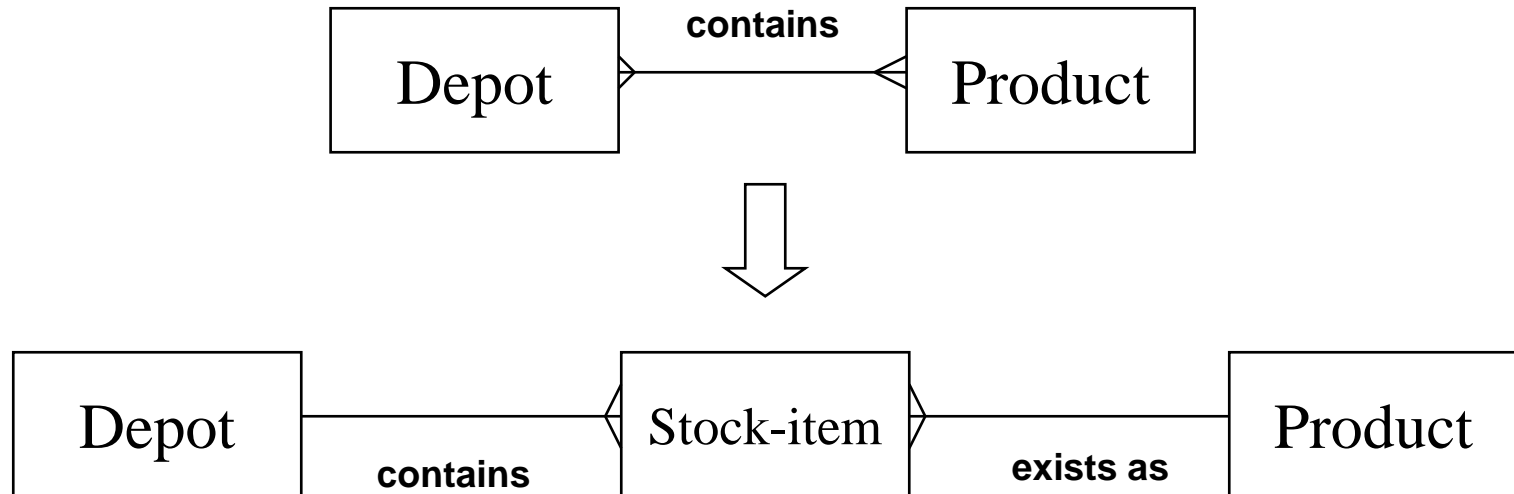 contains
Depot
Product
Depot
Stock-item
Product
contains
exists as